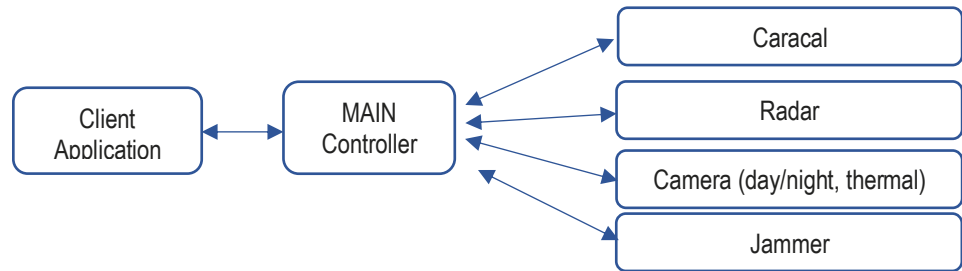 Client
Application
MAIN
Controller
Caracal
Radar
Camera (day/night, thermal)
Jammer